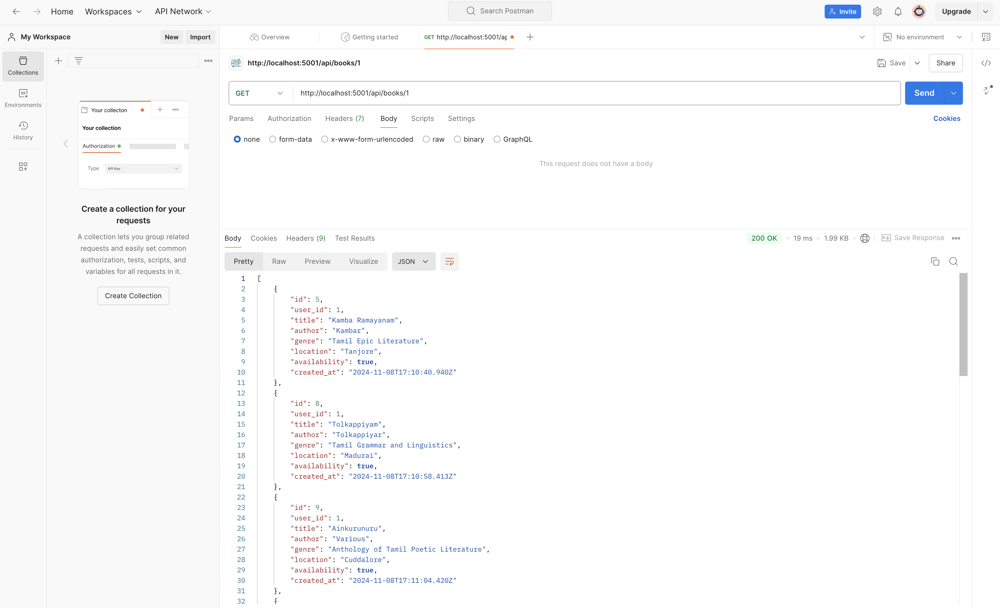 Home Workspaces API Network Search Postman Invite Upgrade
My Workspace New Import Overview Getting started GET http://localhost:5001/ap No environment
Collections
Environments
History
Your collecton
Your collection
Authorization
Type API Key
Create a collection for your
requests
A collection lets you group related
requests and easily set common
authorization, tests, scripts, and
variables for all requests in it.
Create Collection
HTTP http://localhost:5001/api/books/1 Save Share
GET http://localhost:5001/api/books/1 Send
Params Authorization Headers (7) Body Scripts Settings Cookies
none form-data x-www-form-urlencoded raw binary GraphQL
This request does not have a body
Body Cookies Headers (9) Test Results 200 OK 19 ms 1.99 KB e.g. Save Response
Pretty Raw Preview Visualize JSON
1 [
2 {
3 "id": 5,
4 "user_id": 1,
5 "title": "Kamba Ramayanam",
6 "author": "Kambar",
7 "genre": "Tamil Epic Literature",
8 "location": "Tanjore",
9 "availability": true,
10 "created_at": "2024-11-08T17:10:40.940Z"
11 },
12 {
13 "id": 8,
14 "user_id": 1,
15 "title": "Tolkappiyam",
16 "author": "Tolkappiyar",
17 "genre": "Tamil Grammar and Linguistics",
18 "location": "Madurai",
19 "availability": true,
20 "created_at": "2024-11-08T17:10:58.413Z"
21 },
22 {
23 "id": 9,
24 "user_id": 1,
25 "title": "Ainkurunuru",
26 "author": "Various",
27 "genre": "Anthology of Tamil Poetic Literature",
28 "location": "Cuddalore",
29 "availability": true,
30 "created_at": "2024-11-08T17:11:04.420Z"
31 },
32 {